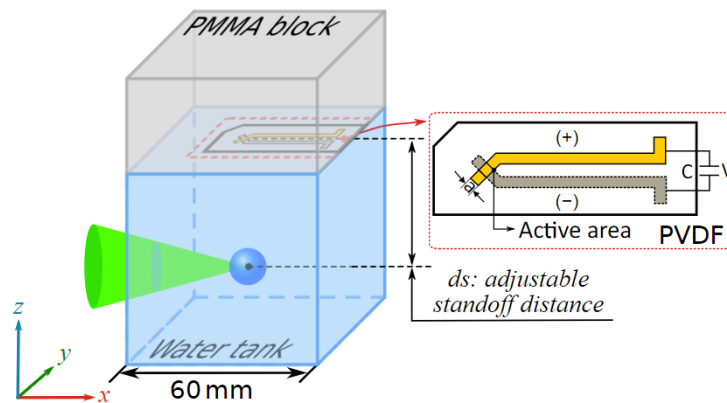 PMMA block
(+)
a
C
V
(−)
Active area
PVDF
ds: adjustable
standoff distance
z
y
x
Water tank
60 mm